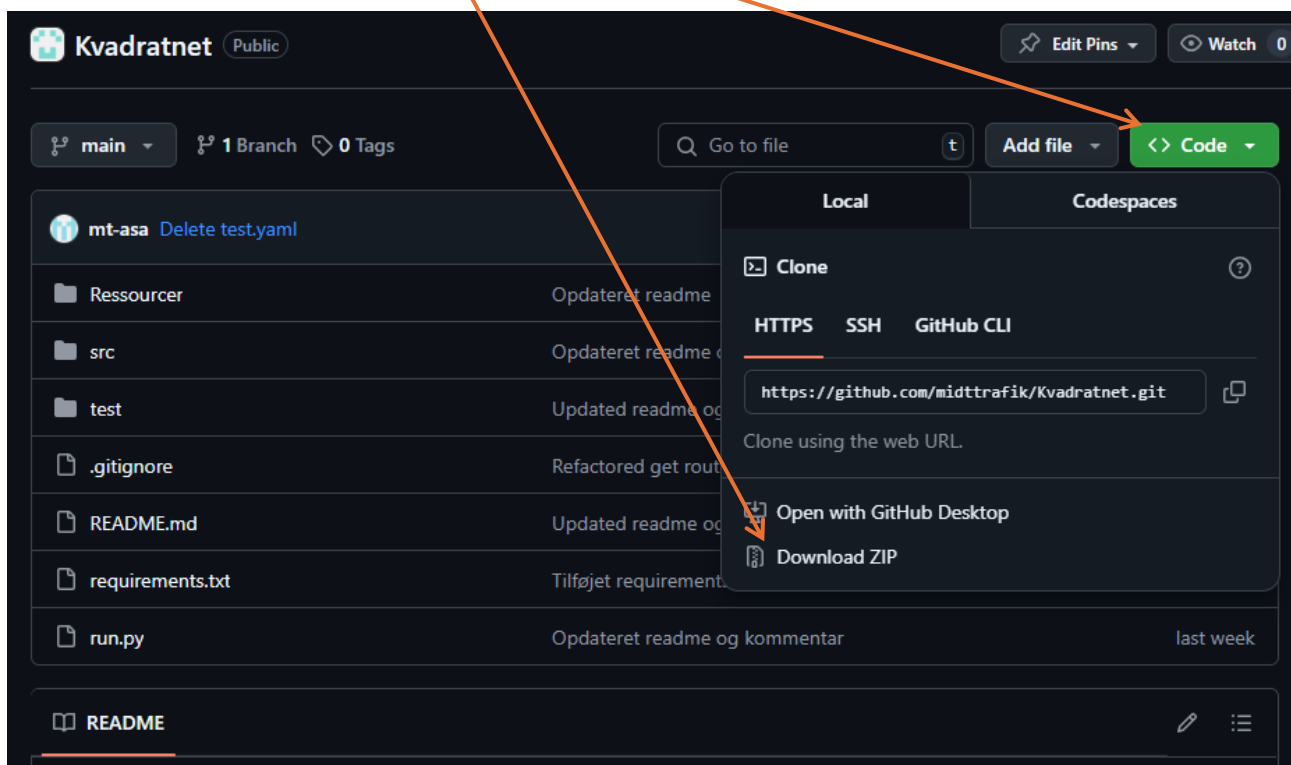 Kvadratnet Public Edit Pins Watch 0
main 1 Branch 0 Tags Go to file t Add file Code
Local Codespaces
mt-asa Delete test.yaml
Clone
Ressourcer Opdateret readme
HTTPS SSH GitHub CLI
src Opdateret readme
https://github.com/midttrafik/Kvadratnet.git
test Updated readme og
Clone using the web URL.
.gitignore Refactored get rout
Open with GitHub Desktop
README.md Updated readme og
Download ZIP
requirements.txt Tilføjet requirement
run.py Opdateret readme og kommentar last week
README